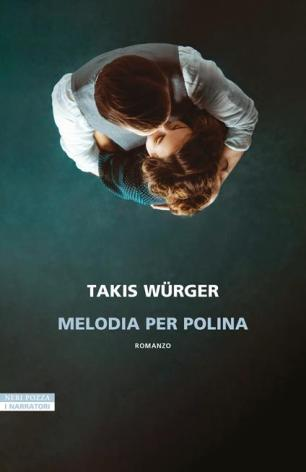 TAKIS WÜRGER
MELODIA PER POLINA
ROMANZO
NERI POZZA
I NARRATORI